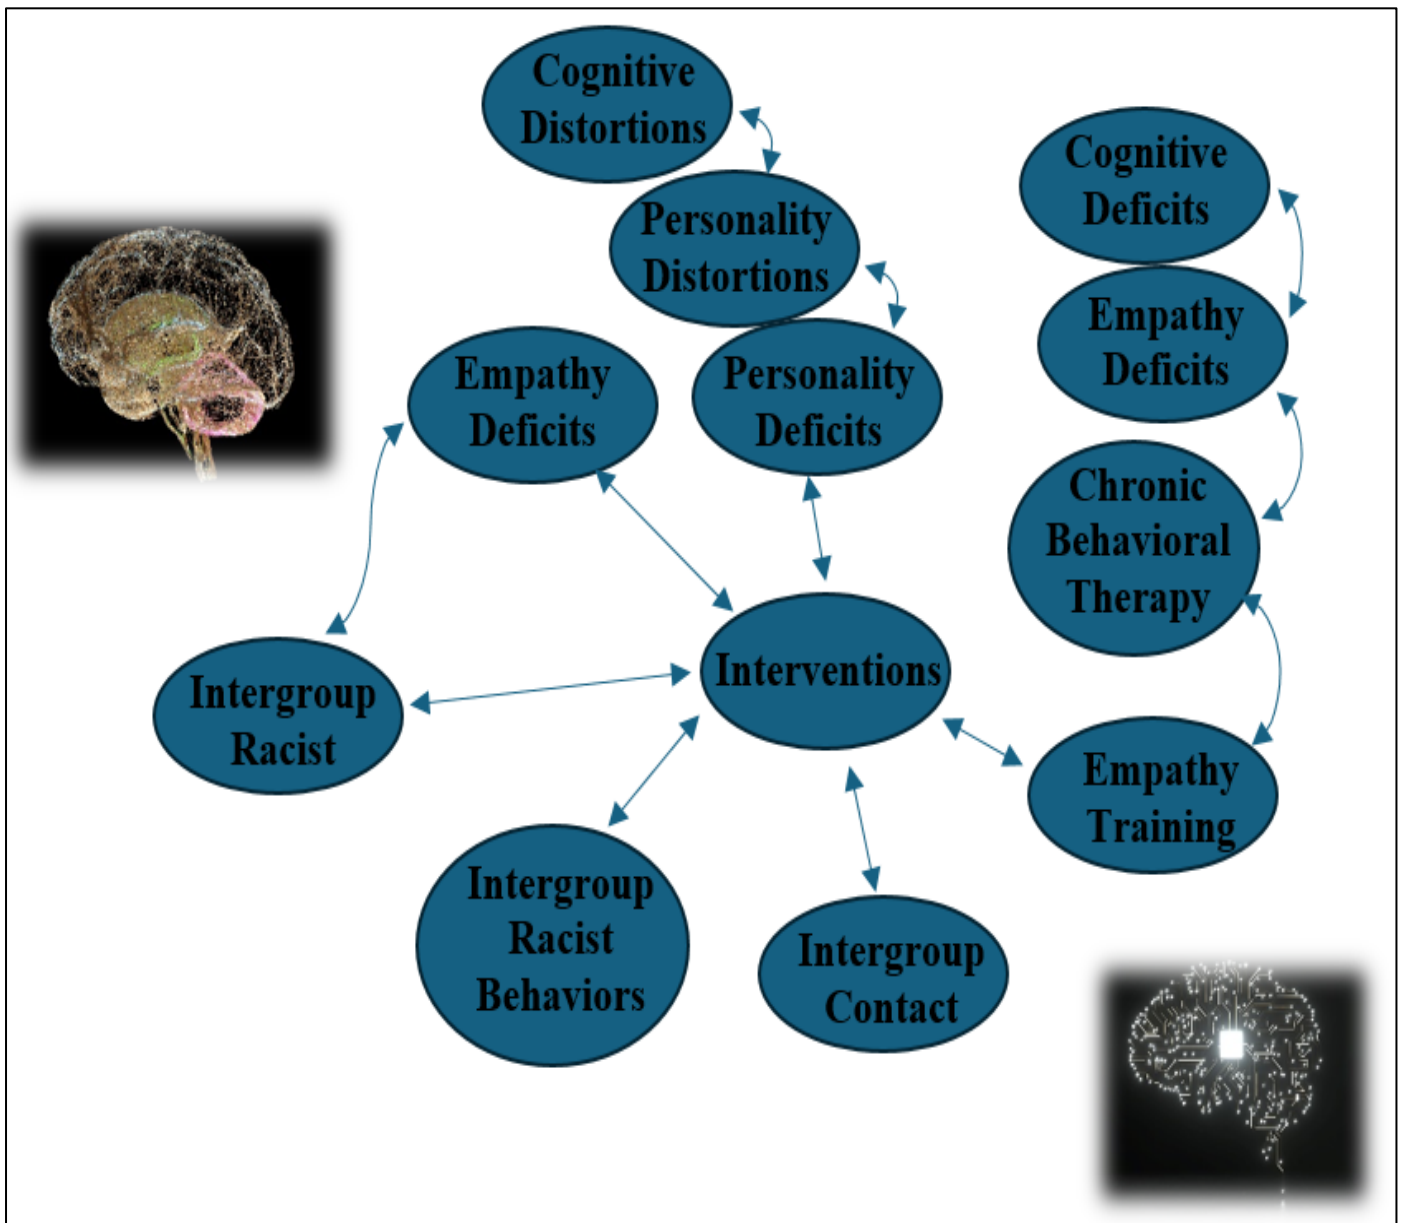 Cognitive
Distortions
Personality
Distortions
Personality
Deficits
Cognitive
Deficits
Empathy
Deficits
Chronic
Behavioral
Therapy
Empathy
Training
Empathy
Deficits
Interventions
Intergroup
Racist
Intergroup
Racist
Behaviors
Intergroup
Contact